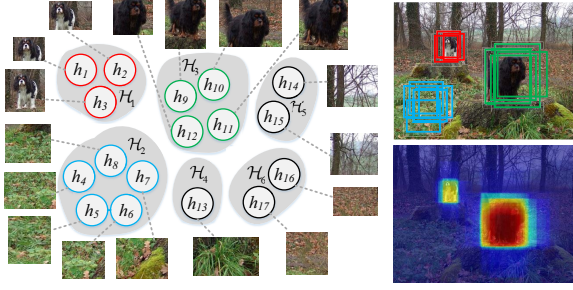 h₁
h₂
h₃
ℋ₁
ℋ₃
h₉
h₁₀
h₁₁
h₁₂
h₁₄
ℋ₅
h₁₅
ℋ₂
h₈
h₄
h₇
h₅
h₆
ℋ₄
h₁₃
ℋ₆
h₁₆
h₁₇